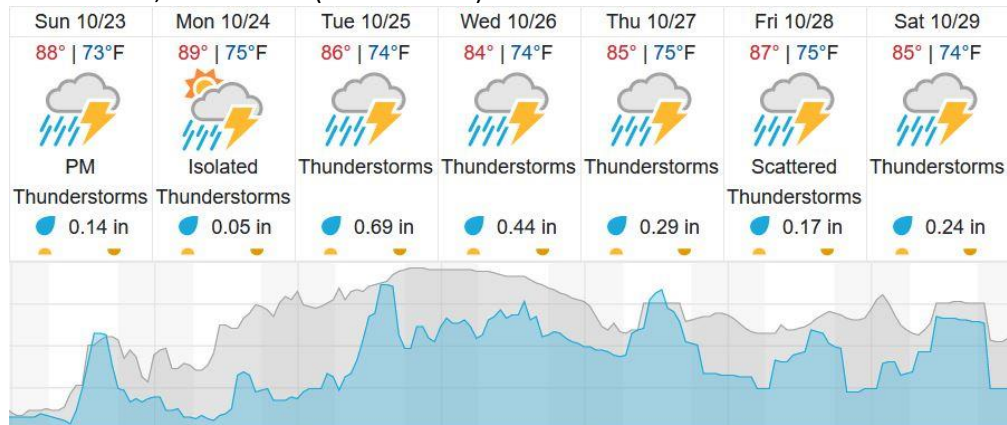 Sun 10/23 Mon 10/24 Tue 10/25 Wed 10/26 Thu 10/27 Fri 10/28 Sat 10/29
88° | 73°F 89° | 75°F 86° | 74°F 84° | 74°F 85° | 75°F 87° | 75°F 85° | 74°F
PM Isolated Thunderstorms Thunderstorms Thunderstorms Scattered Thunderstorms
Thunderstorms Thunderstorms Thunderstorms
0.14 in 0.05 in 0.69 in 0.44 in 0.29 in 0.17 in 0.24 in